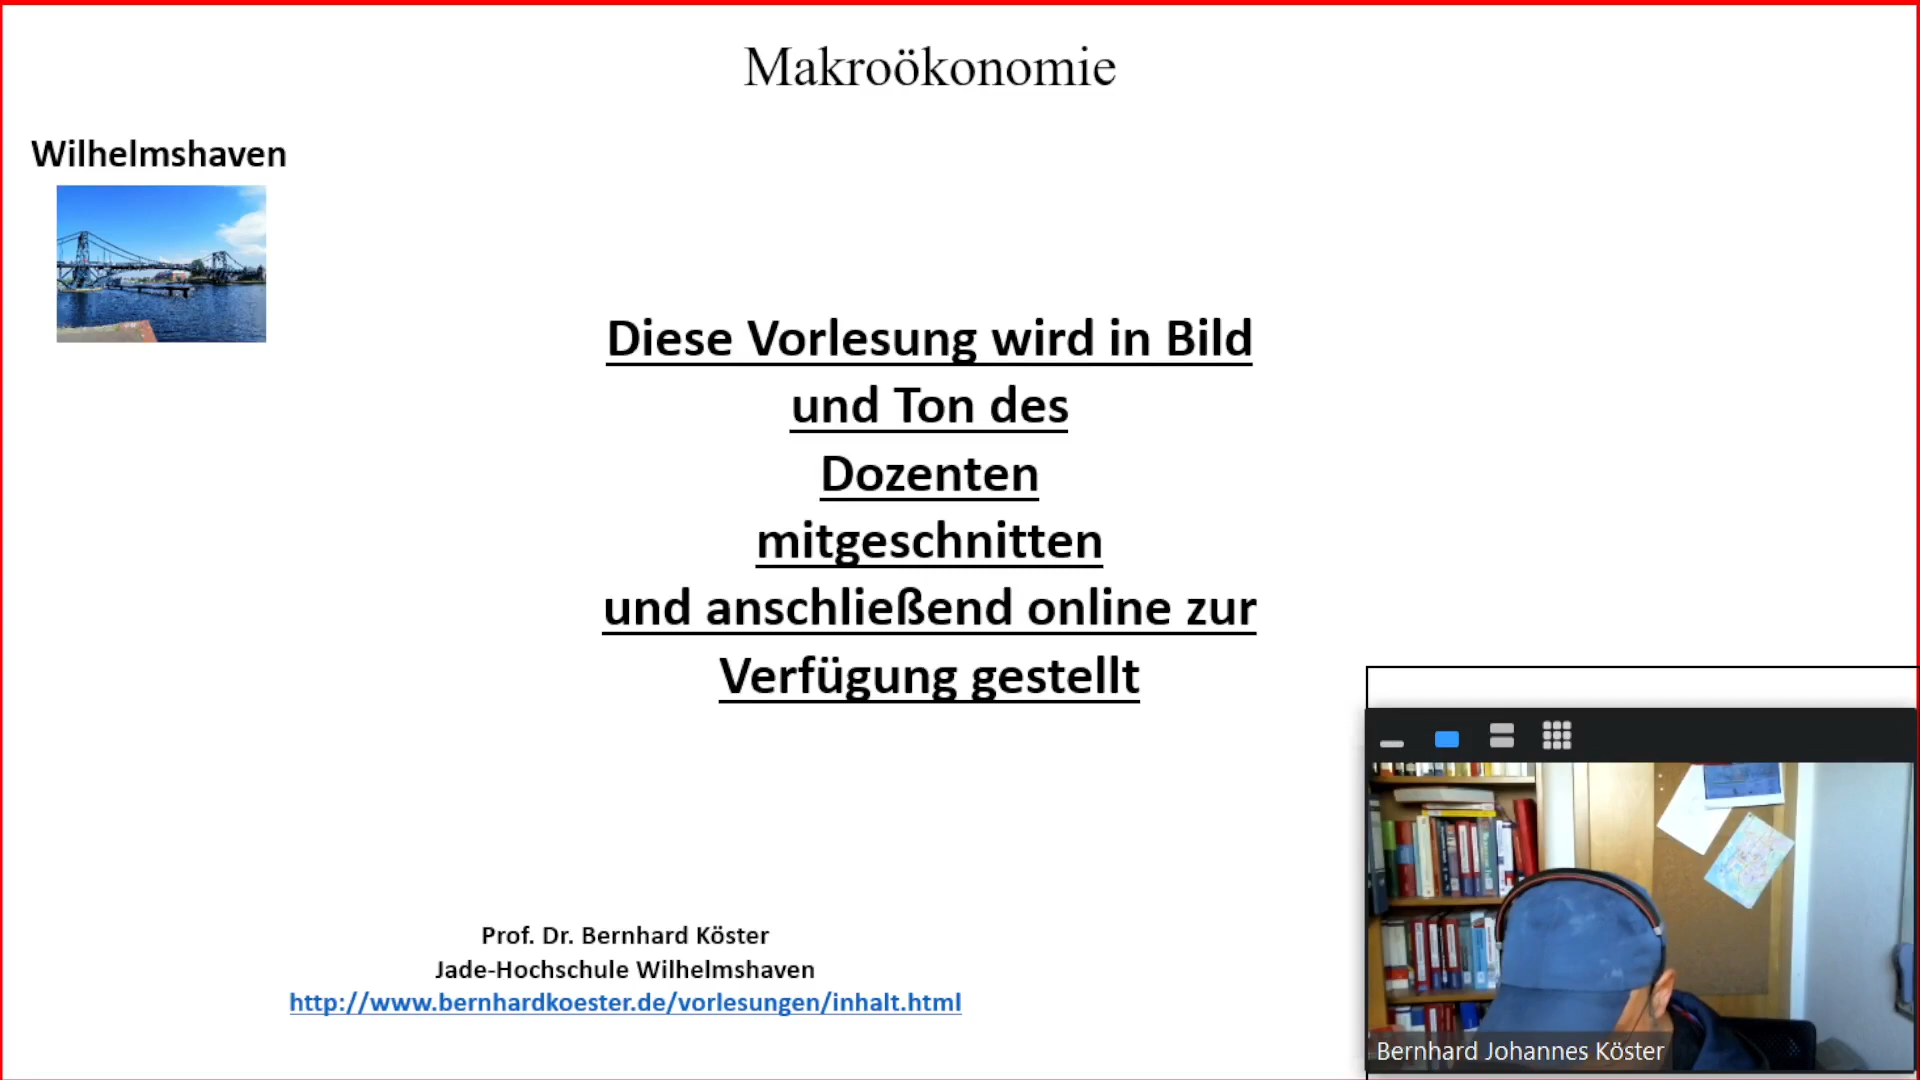 Makroökonomie
Wilhelmshaven
Diese Vorlesung wird in Bild
und Ton des
Dozenten
mitgeschnitten
und anschließend online zur
Verfügung gestellt
Prof. Dr. Bernhard Köster
Jade-Hochschule Wilhelmshaven
http://www.bernhardkoester.de/vorlesungen/inhalt.html
Bernhard Johannes Köster